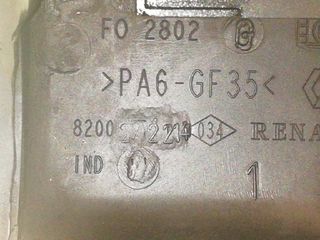 FO 2802 G
>PA6-GF35<
8200 034 RENA
IND 1